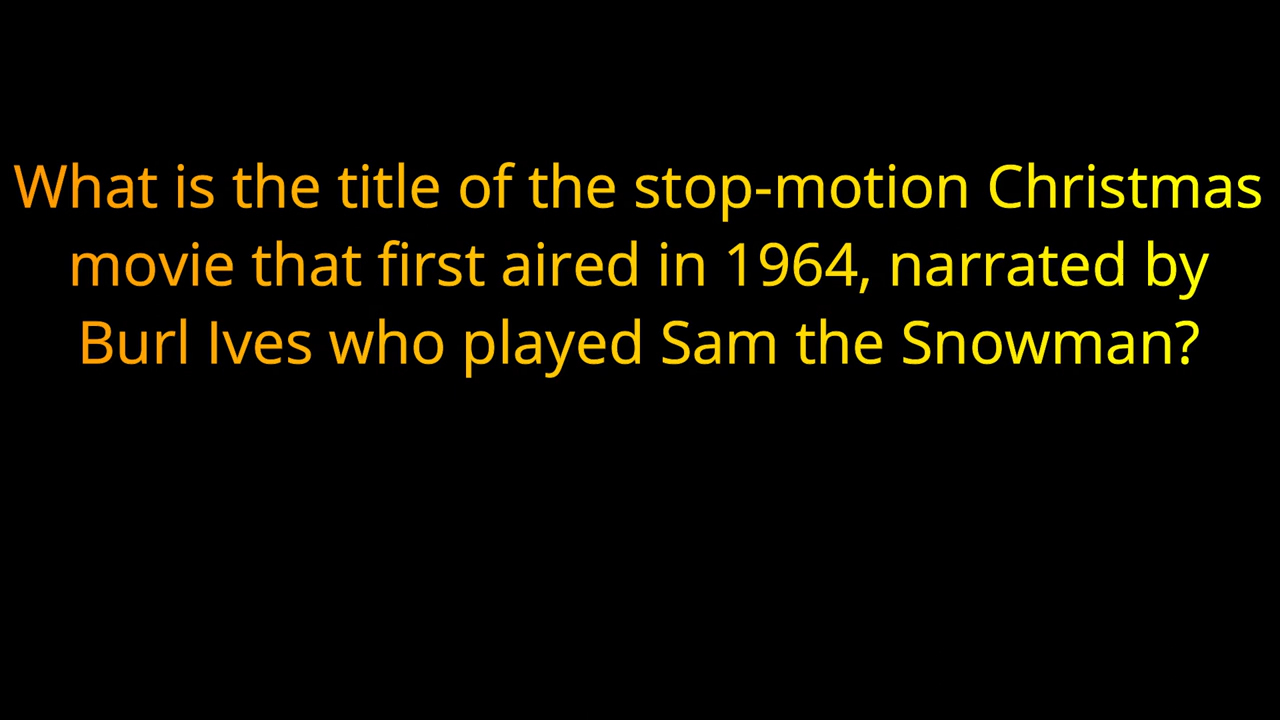 What is the title of the stop-motion Christmas
movie that first aired in 1964, narrated by
Burl Ives who played Sam the Snowman?